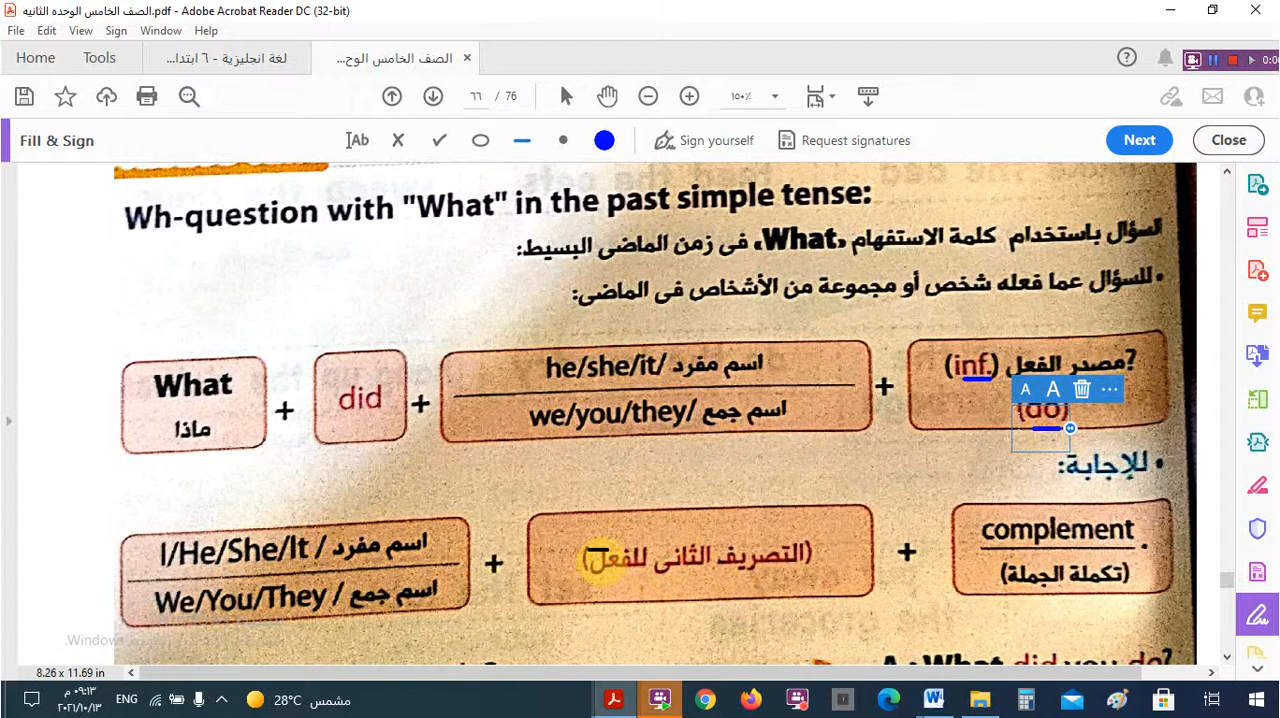 الصف الخامس الوحده الثانيه.pdf - Adobe Acrobat Reader DC (32-bit)
File Edit View Sign Window Help
Home Tools لغة انجليزية - ٦ ابتدا... الصف الخامس الوح... ×
٦٦ / 76 ١٥٠٪
Fill & Sign Ab Sign yourself Request signatures Next Close
Wh-question with "What" in the past simple tense:
السؤال باستخدام كلمة الاستفهام «What» فى زمن الماضى البسيط:
• للسؤال عما فعله شخص أو مجموعة من الأشخاص فى الماضى:
What
ماذا
+
did
+
he/she/it/ اسم مفرد
we/you/they/ اسم جمع
+
مصدر الفعل (inf.)?
(do)
A A
• للإجابة:
I/He/She/It / اسم مفرد
We/You/They / اسم جمع
+
(التصريف الثانى للفعل)
+
complement.
(تكملة الجملة)
Windows.
A : What did you do?
8.26 x 11.69 in
٠٩:١٣ م
٢٠٢١/١٠/١٣
ENG
28°C مشمس